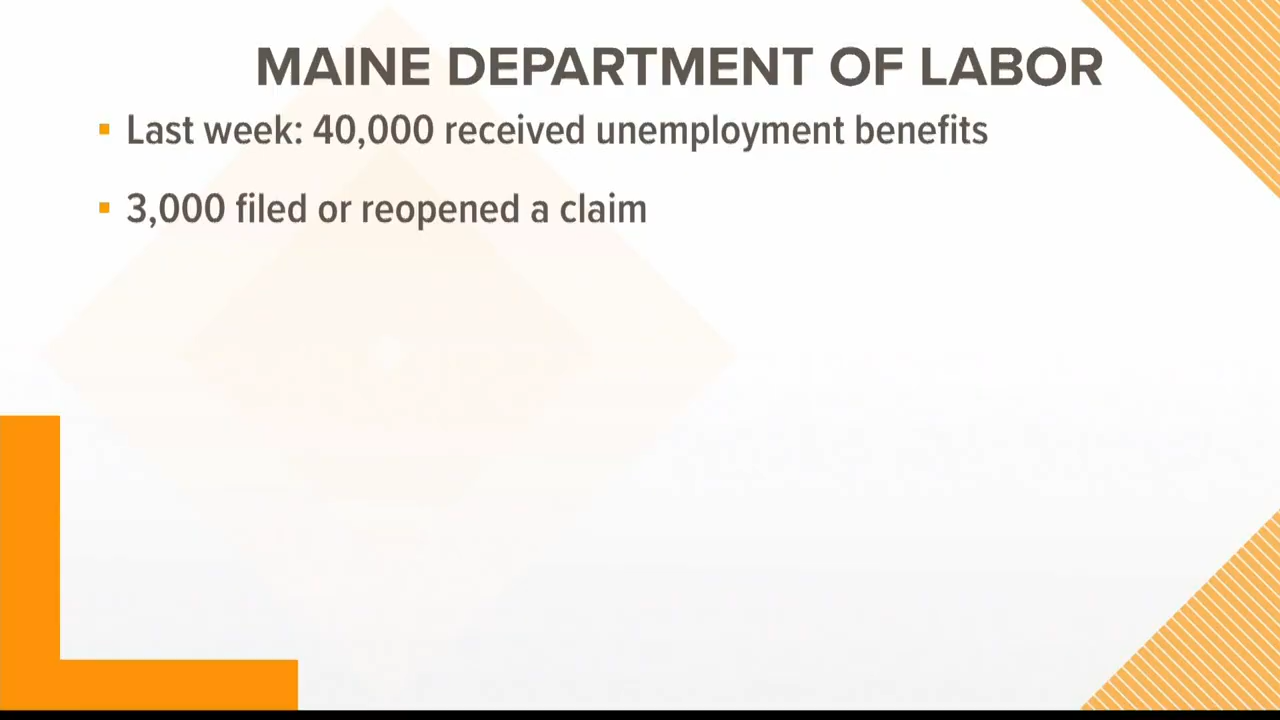 MAINE DEPARTMENT OF LABOR
Last week: 40,000 received unemployment benefits
3,000 filed or reopened a claim